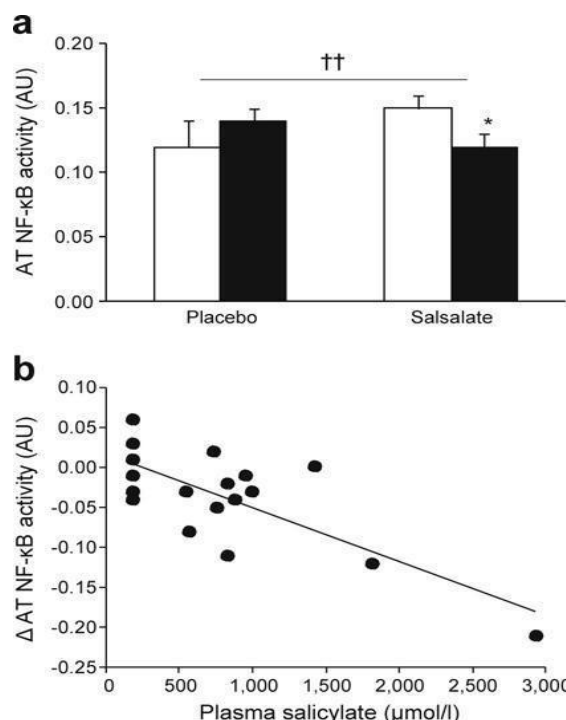 a
AT NF-κB activity (AU)
0.20
0.15
0.10
0.05
0.00
††
*
Placebo
Salsalate
b
Δ AT NF-κB activity (AU)
0.10
0.05
0.00
-0.05
-0.10
-0.15
-0.20
-0.25
0 500 1,000 1,500 2,000 2,500 3,000
Plasma salicylate (μmol/l)